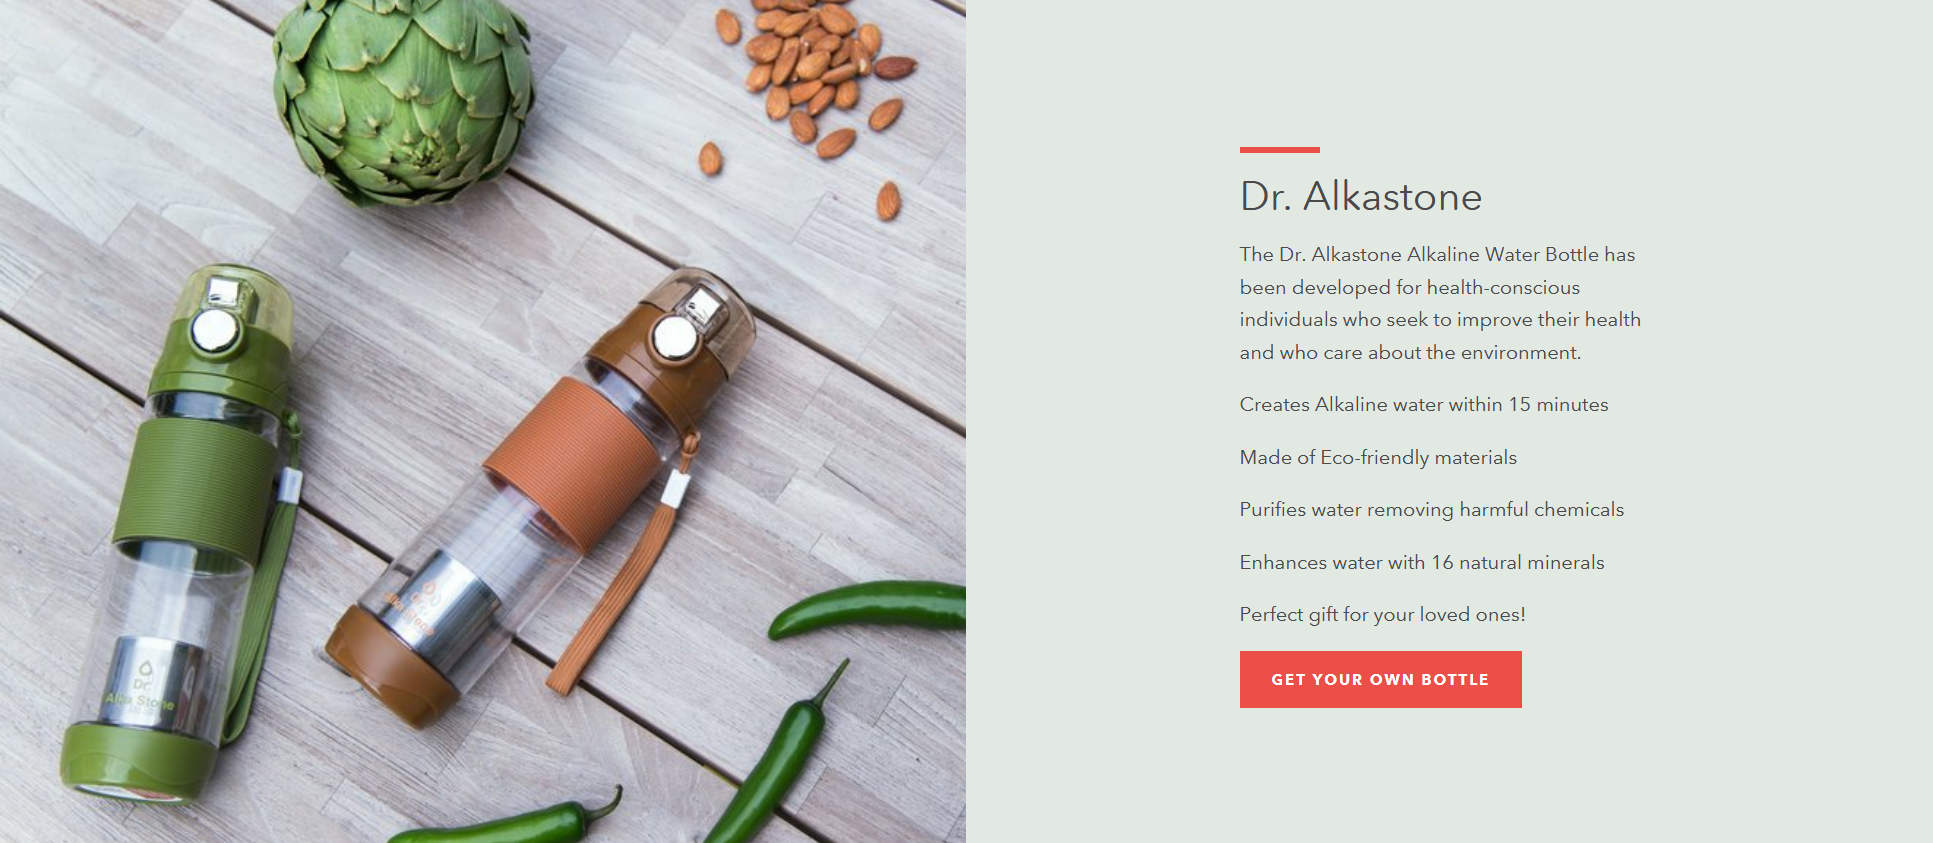 Dr. Alkastone
The Dr. Alkastone Alkaline Water Bottle has
been developed for health-conscious
individuals who seek to improve their health
and who care about the environment.
Creates Alkaline water within 15 minutes
Made of Eco-friendly materials
Purifies water removing harmful chemicals
Enhances water with 16 natural minerals
Perfect gift for your loved ones!
GET YOUR OWN BOTTLE
Dr.
Alka Stone
Dr.
Alka Stone